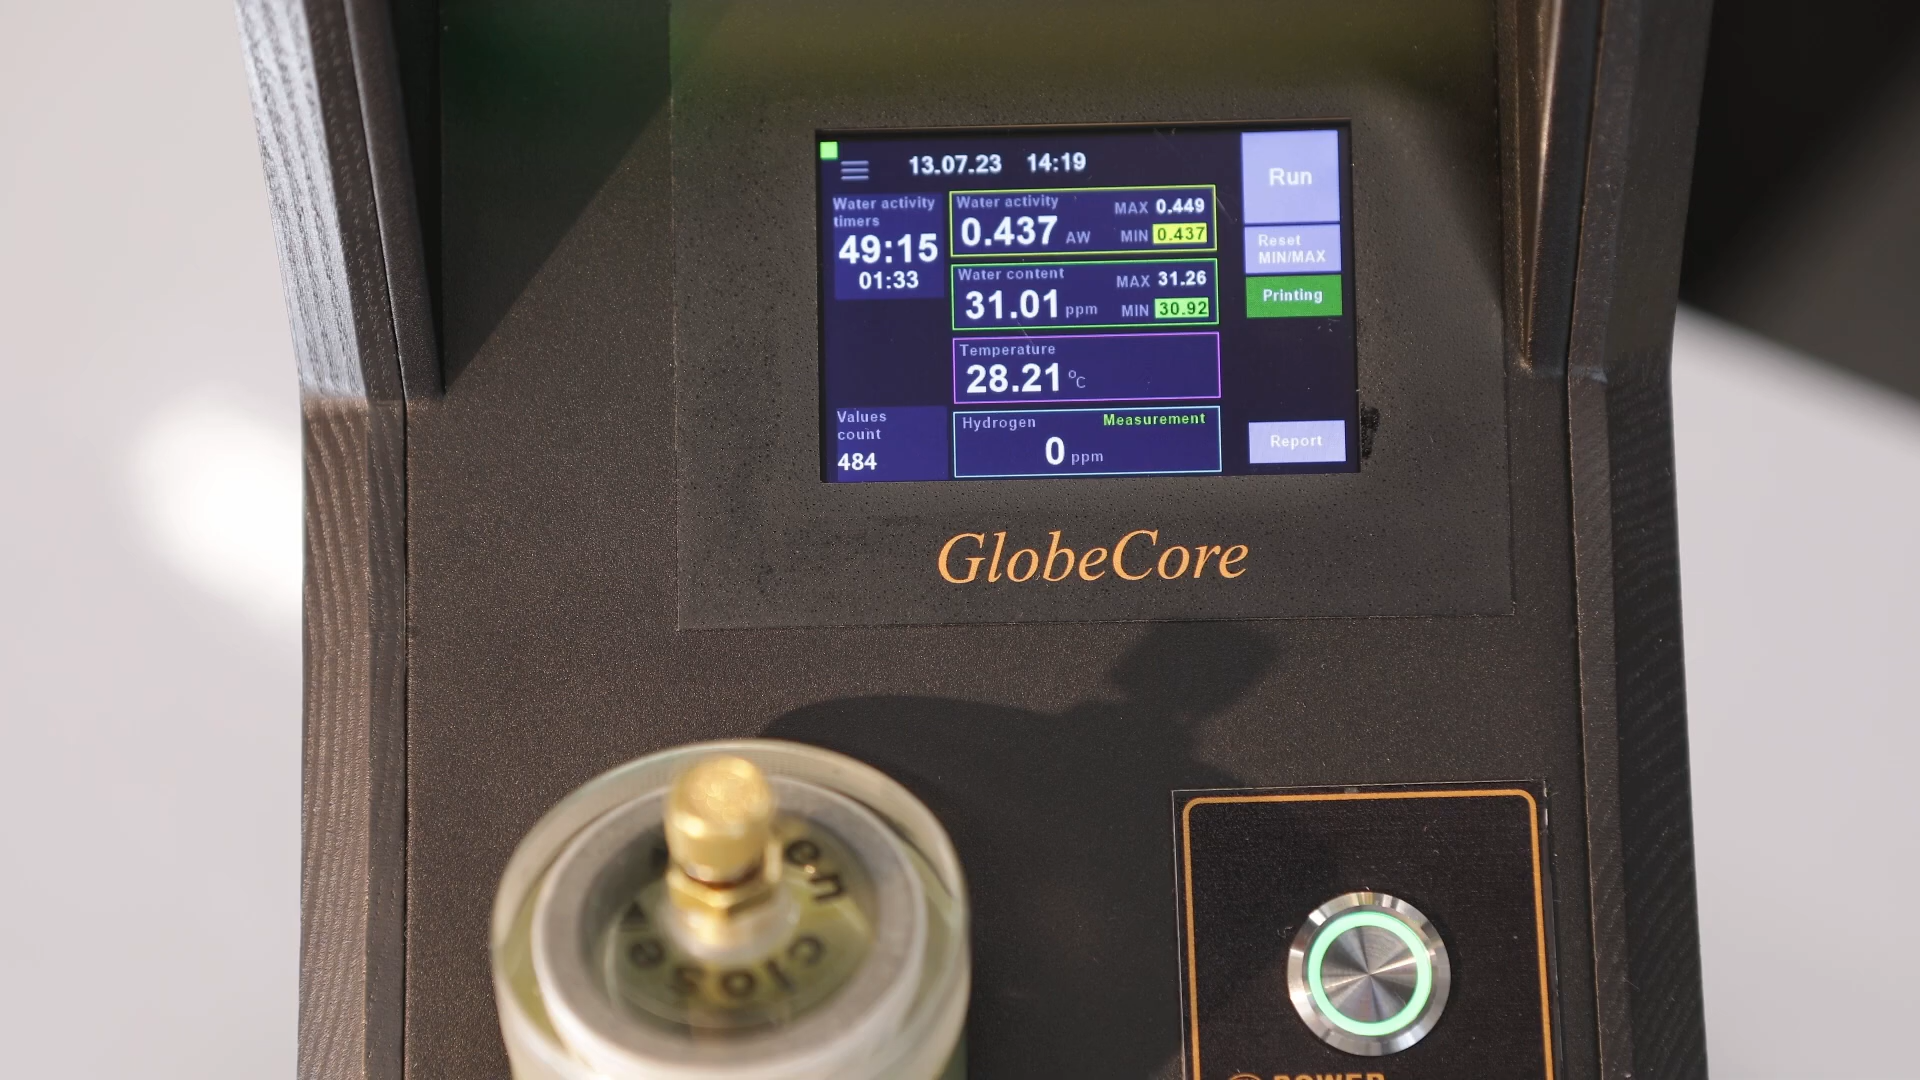 13.07.23 14:19
Run
Water activity
timers
49:15
01:33
Water activity
0.437 AW
MAX 0.449
MIN 0.437
Reset
MIN/MAX
Water content
31.01 ppm
MAX 31.26
MIN 30.92
Printing
Temperature
28.21 °C
Values
count
484
Hydrogen Measurement
0 ppm
Report
GlobeCore
close
POWER